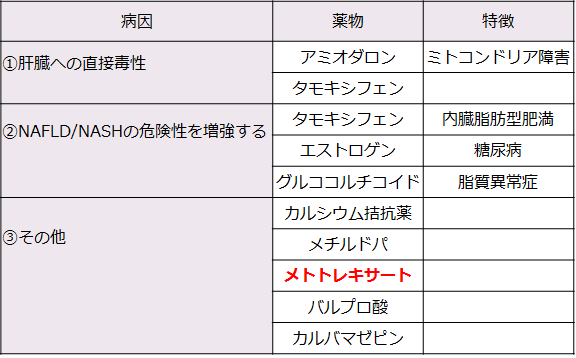 病因 薬物 特徴
①肝臓への直接毒性 アミオダロン ミトコンドリア障害
タモキシフェン
②NAFLD/NASHの危険性を増強する タモキシフェン 内臓脂肪型肥満
エストロゲン 糖尿病
グルココルチコイド 脂質異常症
③その他 カルシウム拮抗薬
メチルドパ
メトトレキサート
バルプロ酸
カルバマゼピン